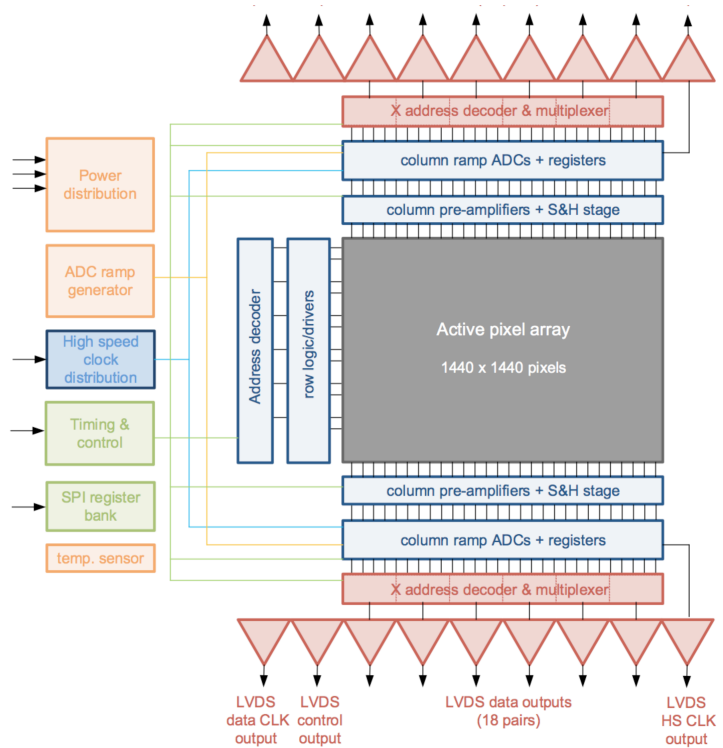 X address decoder & multiplexer
column ramp ADCs + registers
column pre-amplifiers + S&H stage
Power
distribution
ADC ramp
generator
High speed
clock
distribution
Timing &
control
SPI register
bank
temp. sensor
Address decoder
row logic/drivers
Active pixel array
1440 x 1440 pixels
column pre-amplifiers + S&H stage
column ramp ADCs + registers
X address decoder & multiplexer
LVDS
data CLK
output
LVDS
control
output
LVDS data outputs
(18 pairs)
LVDS
HS CLK
output